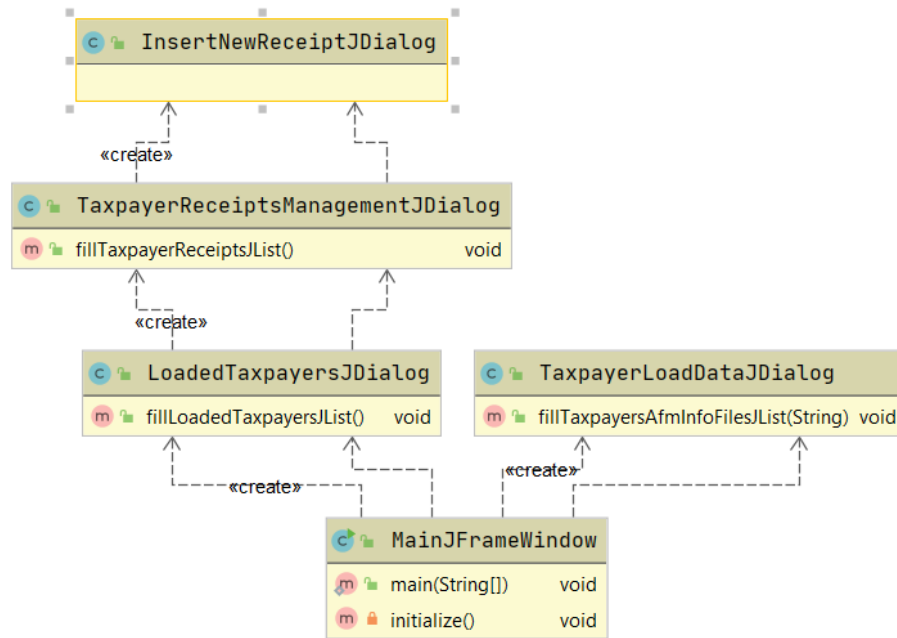 InsertNewReceiptJDialog
«create»
TaxpayerReceiptsManagementJDialog
fillTaxpayerReceiptsJList() void
«create»
LoadedTaxpayersJDialog
fillLoadedTaxpayersJList() void
TaxpayerLoadDataJDialog
fillTaxpayersAfmInfoFilesJList(String) void
«create»
«create»
MainJFrameWindow
main(String[]) void
initialize() void